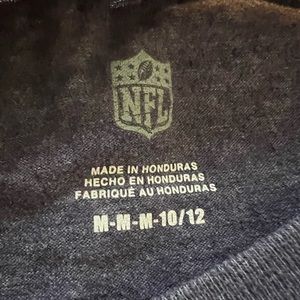 NFL
MADE IN HONDURAS
HECHO EN HONDURAS
FABRIQUÉ AU HONDURAS
M-M-M-10/12